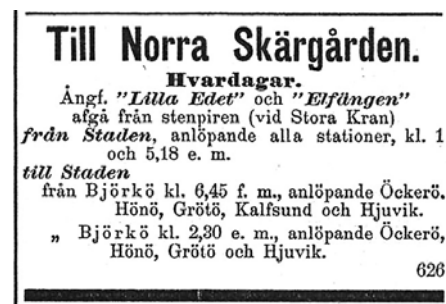 Till Norra Skärgården.
Hvardagar.
Ångf. "Lilla Edet" och "Elfängen"
afgå från stenpiren (vid Stora Kran)
från Staden, anlöpande alla stationer, kl. 1
och 5,18 e. m.
till Staden
från Björkö kl. 6,45 f. m., anlöpande Öckerö.
Hönö, Grötö, Kalfsund och Hjuvik.
„ Björkö kl. 2,30 e. m., anlöpande Öckerö,
Hönö, Grötö och Hjuvik.
626